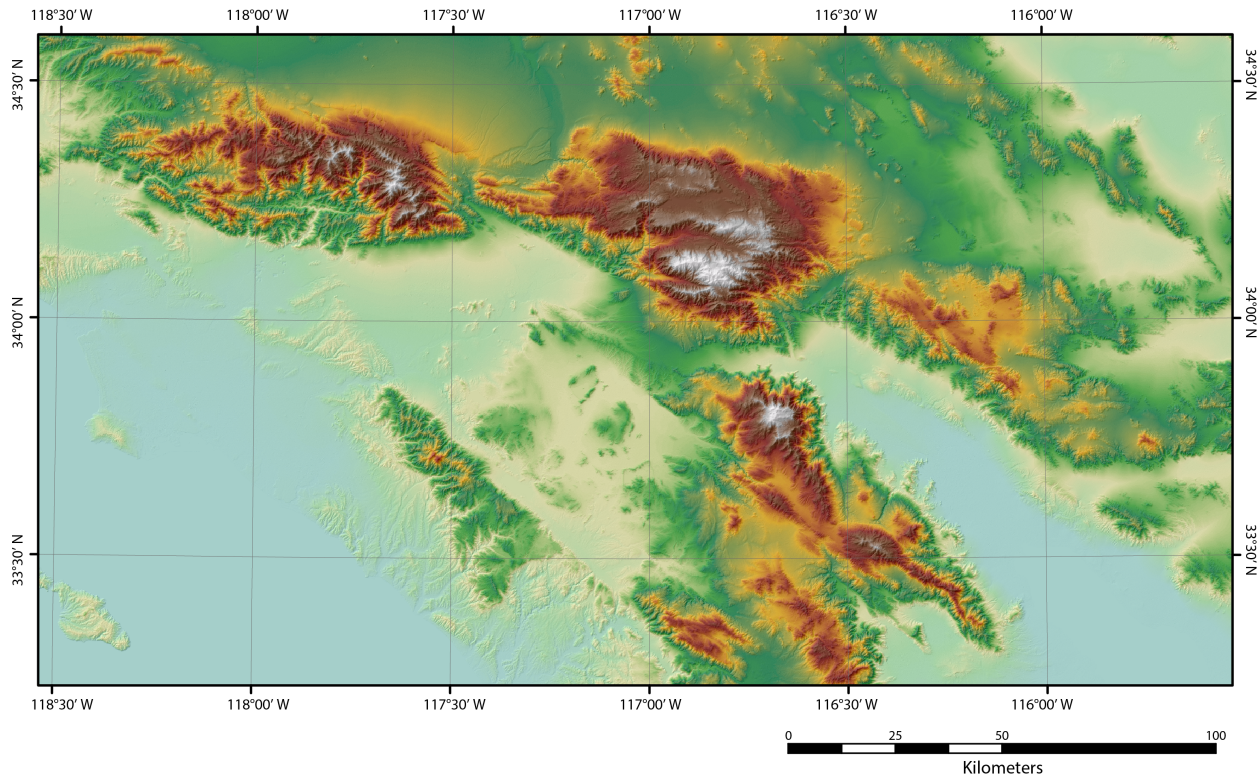 118°30′ W 118°00′ W 117°30′ W 117°00′ W 116°30′ W 116°00′ W
34°30′ N 34°30′ N
34°00′ N 34°00′ N
33°30′ N 33°30′ N
118°30′ W 118°00′ W 117°30′ W 117°00′ W 116°30′ W 116°00′ W
0 25 50 100
Kilometers